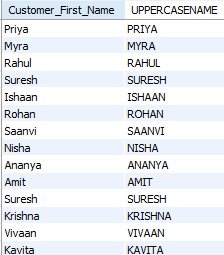 Customer_First_Name UPPERCASENAME
Priya PRIYA
Myra MYRA
Rahul RAHUL
Suresh SURESH
Ishaan ISHAAN
Rohan ROHAN
Saanvi SAANVI
Nisha NISHA
Ananya ANANYA
Amit AMIT
Suresh SURESH
Krishna KRISHNA
Vivaan VIVAAN
Kavita KAVITA